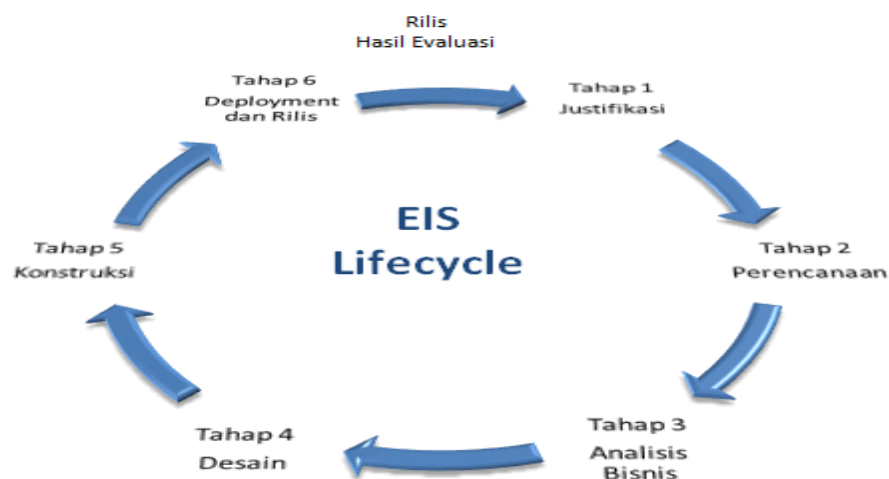 Rilis
Hasil Evaluasi
Tahap 1
Justifikasi
Tahap 2
Perencanaan
Tahap 3
Analisis
Bisnis
Tahap 4
Desain
Tahap 5
Konstruksi
Tahap 6
Deployment
dan Rilis
EIS
Lifecycle